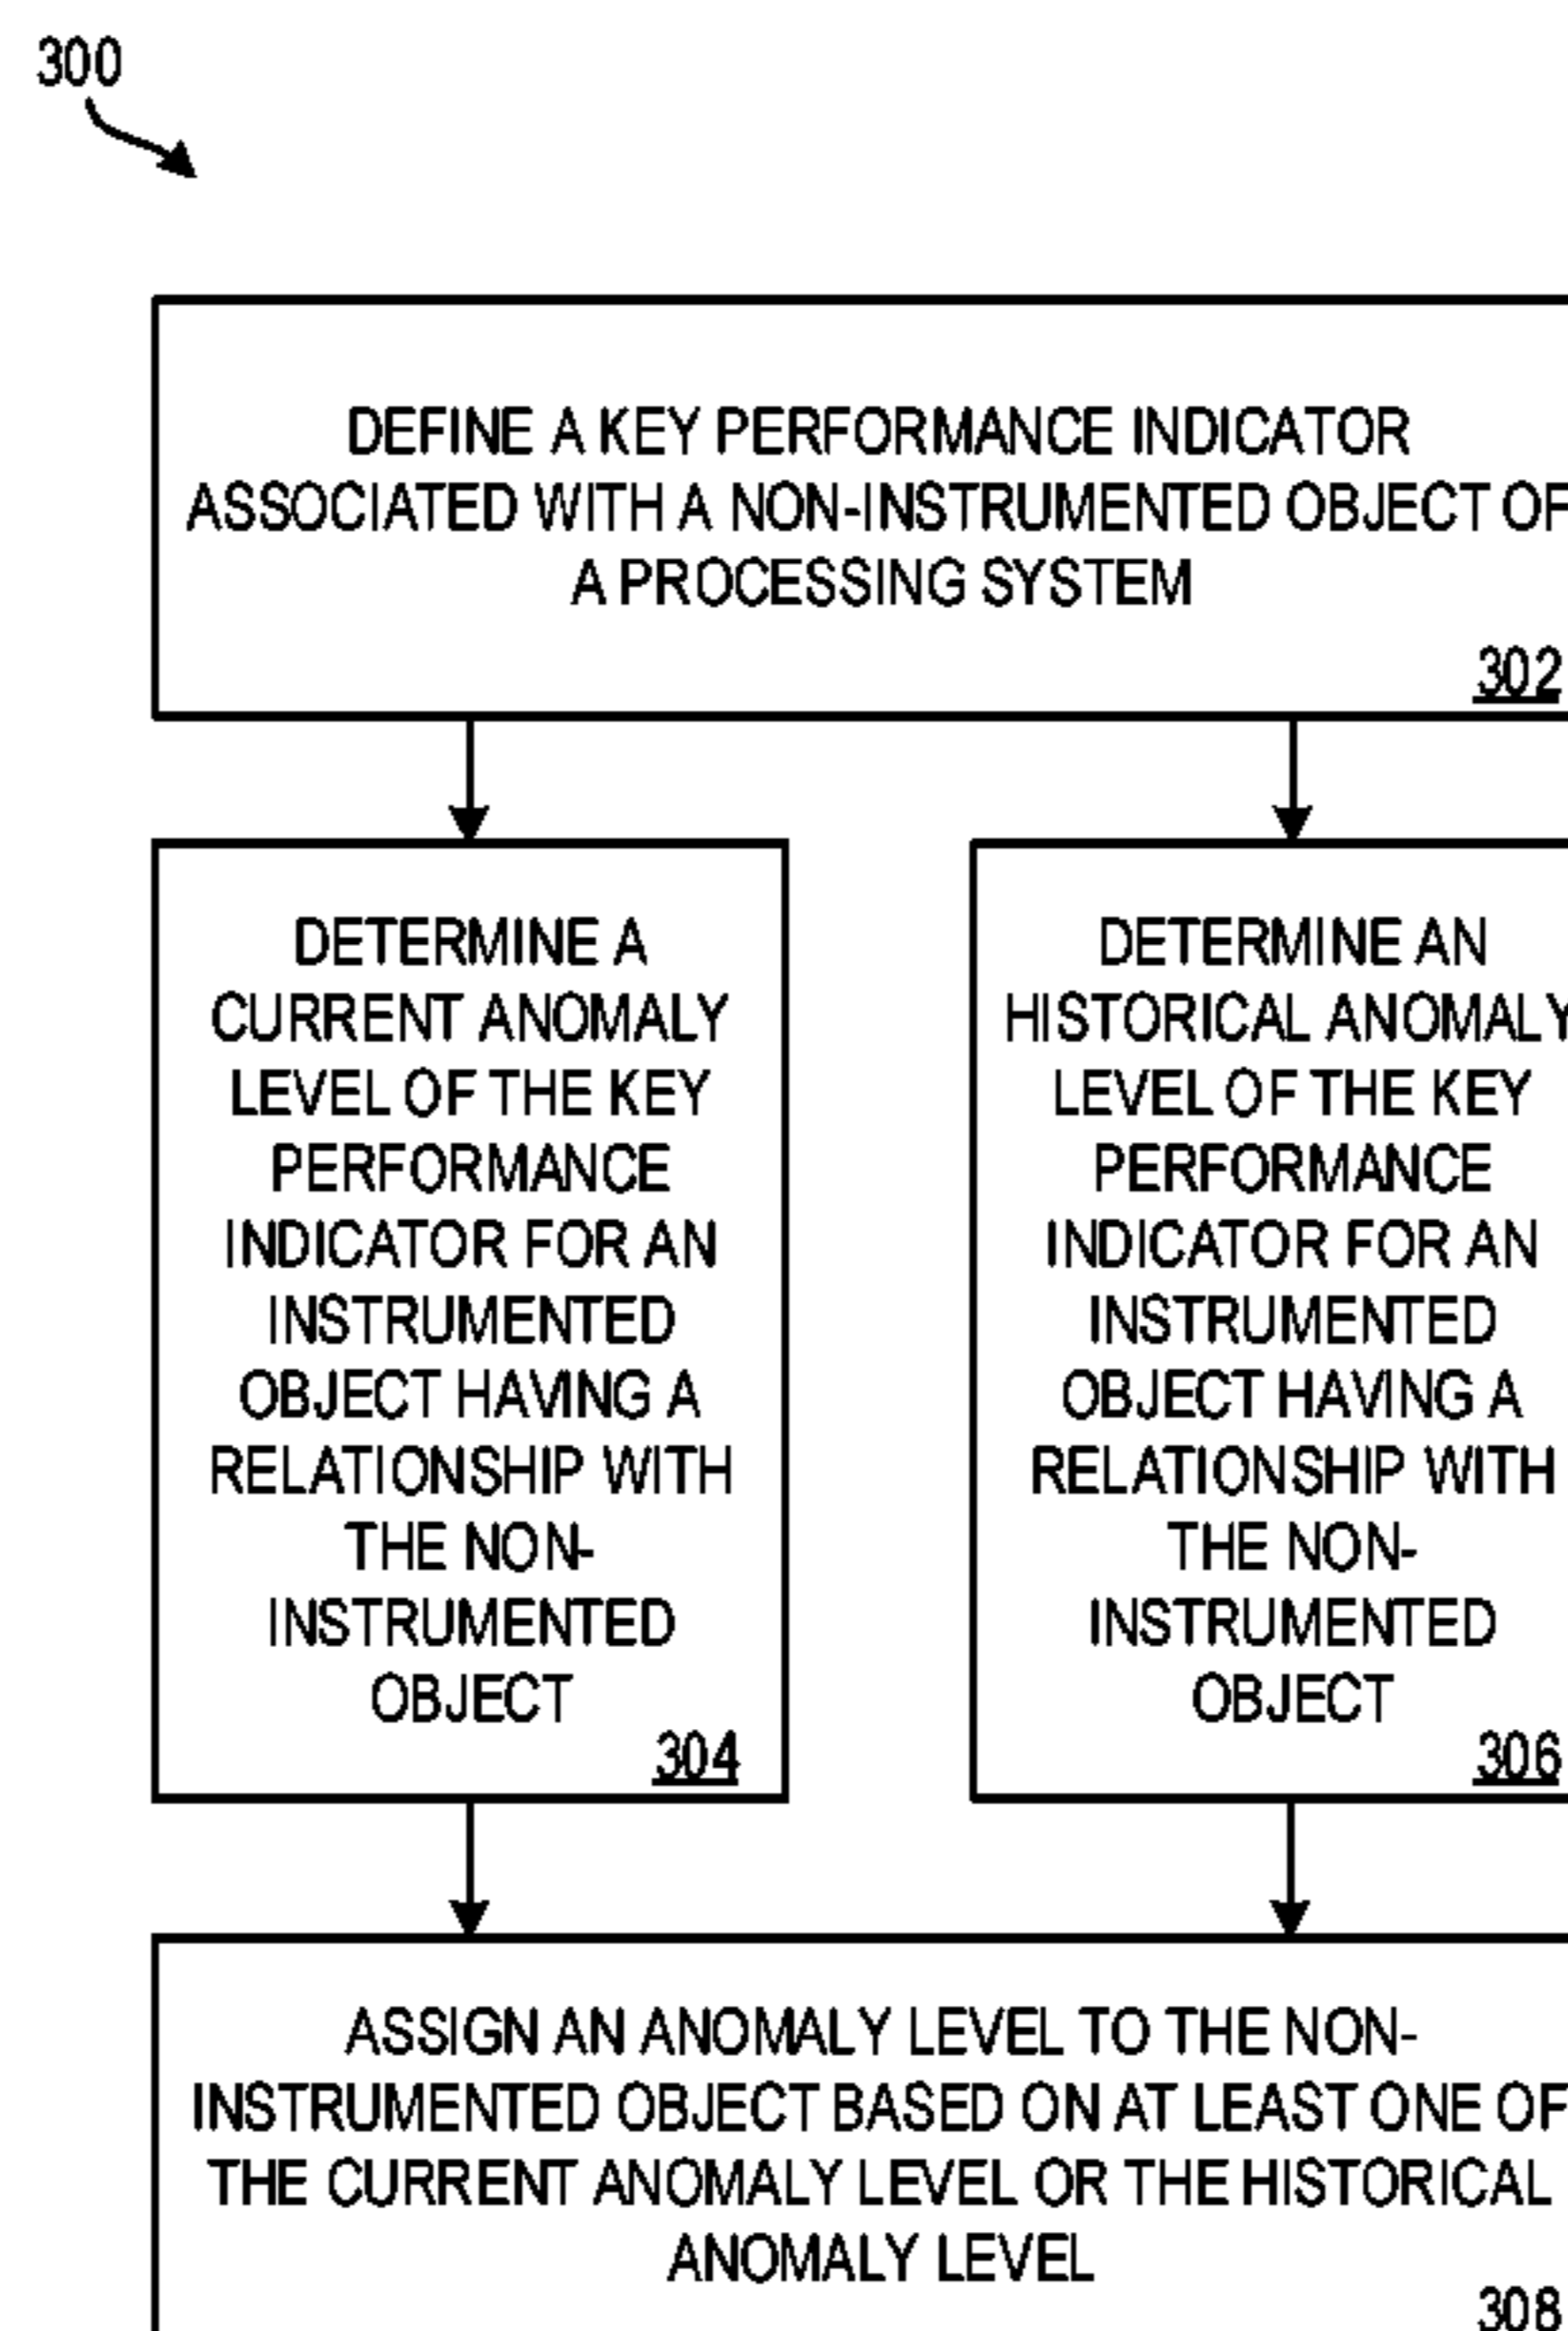 300
DEFINE A KEY PERFORMANCE INDICATOR
ASSOCIATED WITH A NON-INSTRUMENTED OBJECT OF
A PROCESSING SYSTEM
302
DETERMINE A
CURRENT ANOMALY
LEVEL OF THE KEY
PERFORMANCE
INDICATOR FOR AN
INSTRUMENTED
OBJECT HAVING A
RELATIONSHIP WITH
THE NON-
INSTRUMENTED
OBJECT
304
DETERMINE AN
HISTORICAL ANOMALY
LEVEL OF THE KEY
PERFORMANCE
INDICATOR FOR AN
INSTRUMENTED
OBJECT HAVING A
RELATIONSHIP WITH
THE NON-
INSTRUMENTED
OBJECT
306
ASSIGN AN ANOMALY LEVEL TO THE NON-
INSTRUMENTED OBJECT BASED ON AT LEAST ONE OF
THE CURRENT ANOMALY LEVEL OR THE HISTORICAL
ANOMALY LEVEL
308